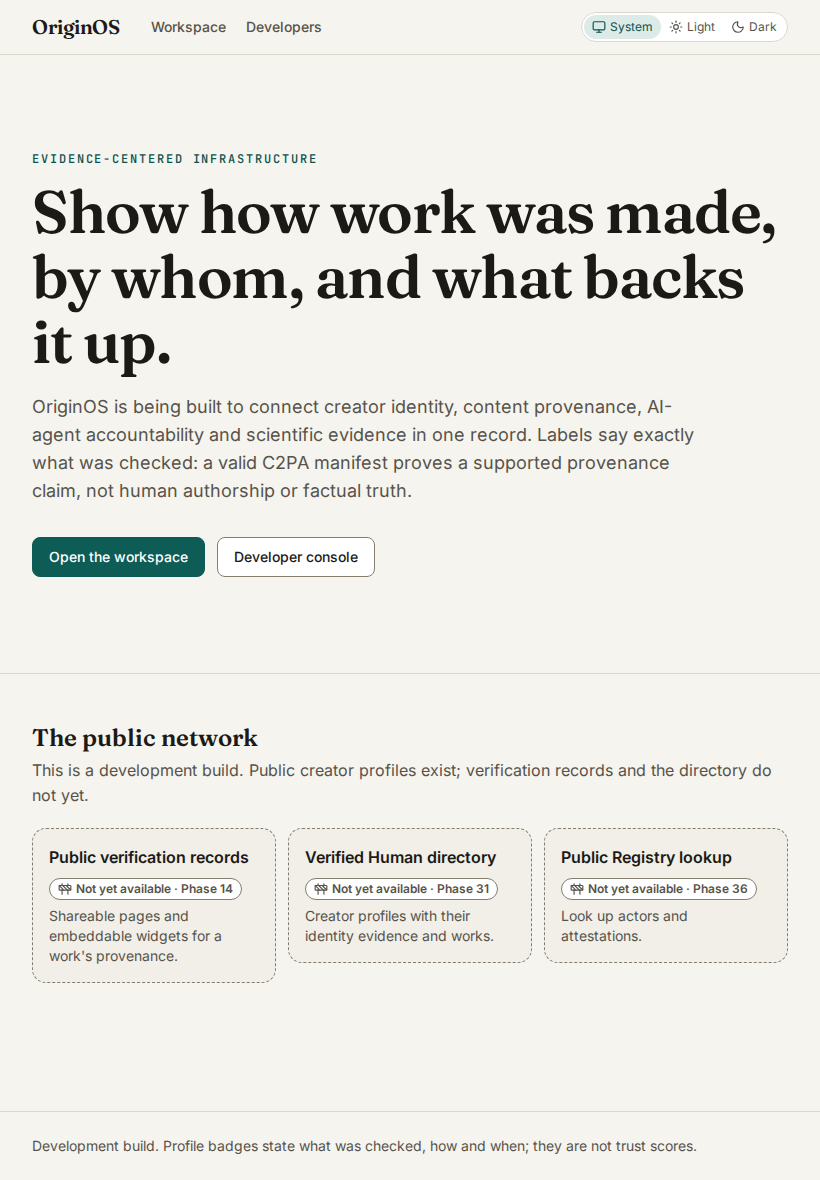 OriginOS
Workspace
Developers
System
Light
Dark
EVIDENCE-CENTERED INFRASTRUCTURE
Show how work was made,
by whom, and what backs
it up.
OriginOS is being built to connect creator identity, content provenance, AI-
agent accountability and scientific evidence in one record. Labels say exactly
what was checked: a valid C2PA manifest proves a supported provenance
claim, not human authorship or factual truth.
Open the workspace
Developer console
The public network
This is a development build. Public creator profiles exist; verification records and the directory do
not yet.
Public verification records
Not yet available · Phase 14
Shareable pages and
embeddable widgets for a
work's provenance.
Verified Human directory
Not yet available · Phase 31
Creator profiles with their
identity evidence and works.
Public Registry lookup
Not yet available · Phase 36
Look up actors and
attestations.
Development build. Profile badges state what was checked, how and when; they are not trust scores.